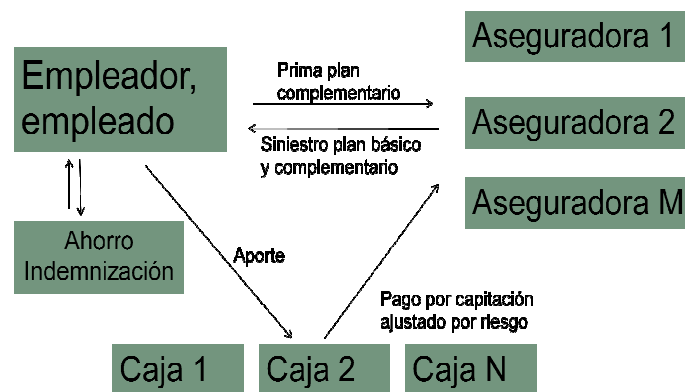 Empleador,
empleado
Prima plan
complementario
Siniestro plan básico
y complementario
Aseguradora 1
Aseguradora 2
Aseguradora M
Ahorro
Indemnización
Aporte
Pago por capitación
ajustado por riesgo
Caja 1
Caja 2
Caja N